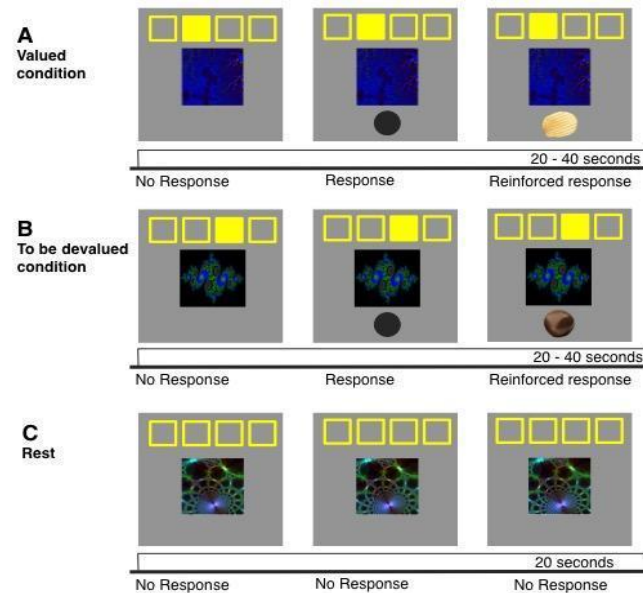 A
Valued
condition
20 - 40 seconds
No Response Response Reinforced response
B
To be devalued
condition
20 - 40 seconds
No Response Response Reinforced response
C
Rest
20 seconds
No Response No Response No Response